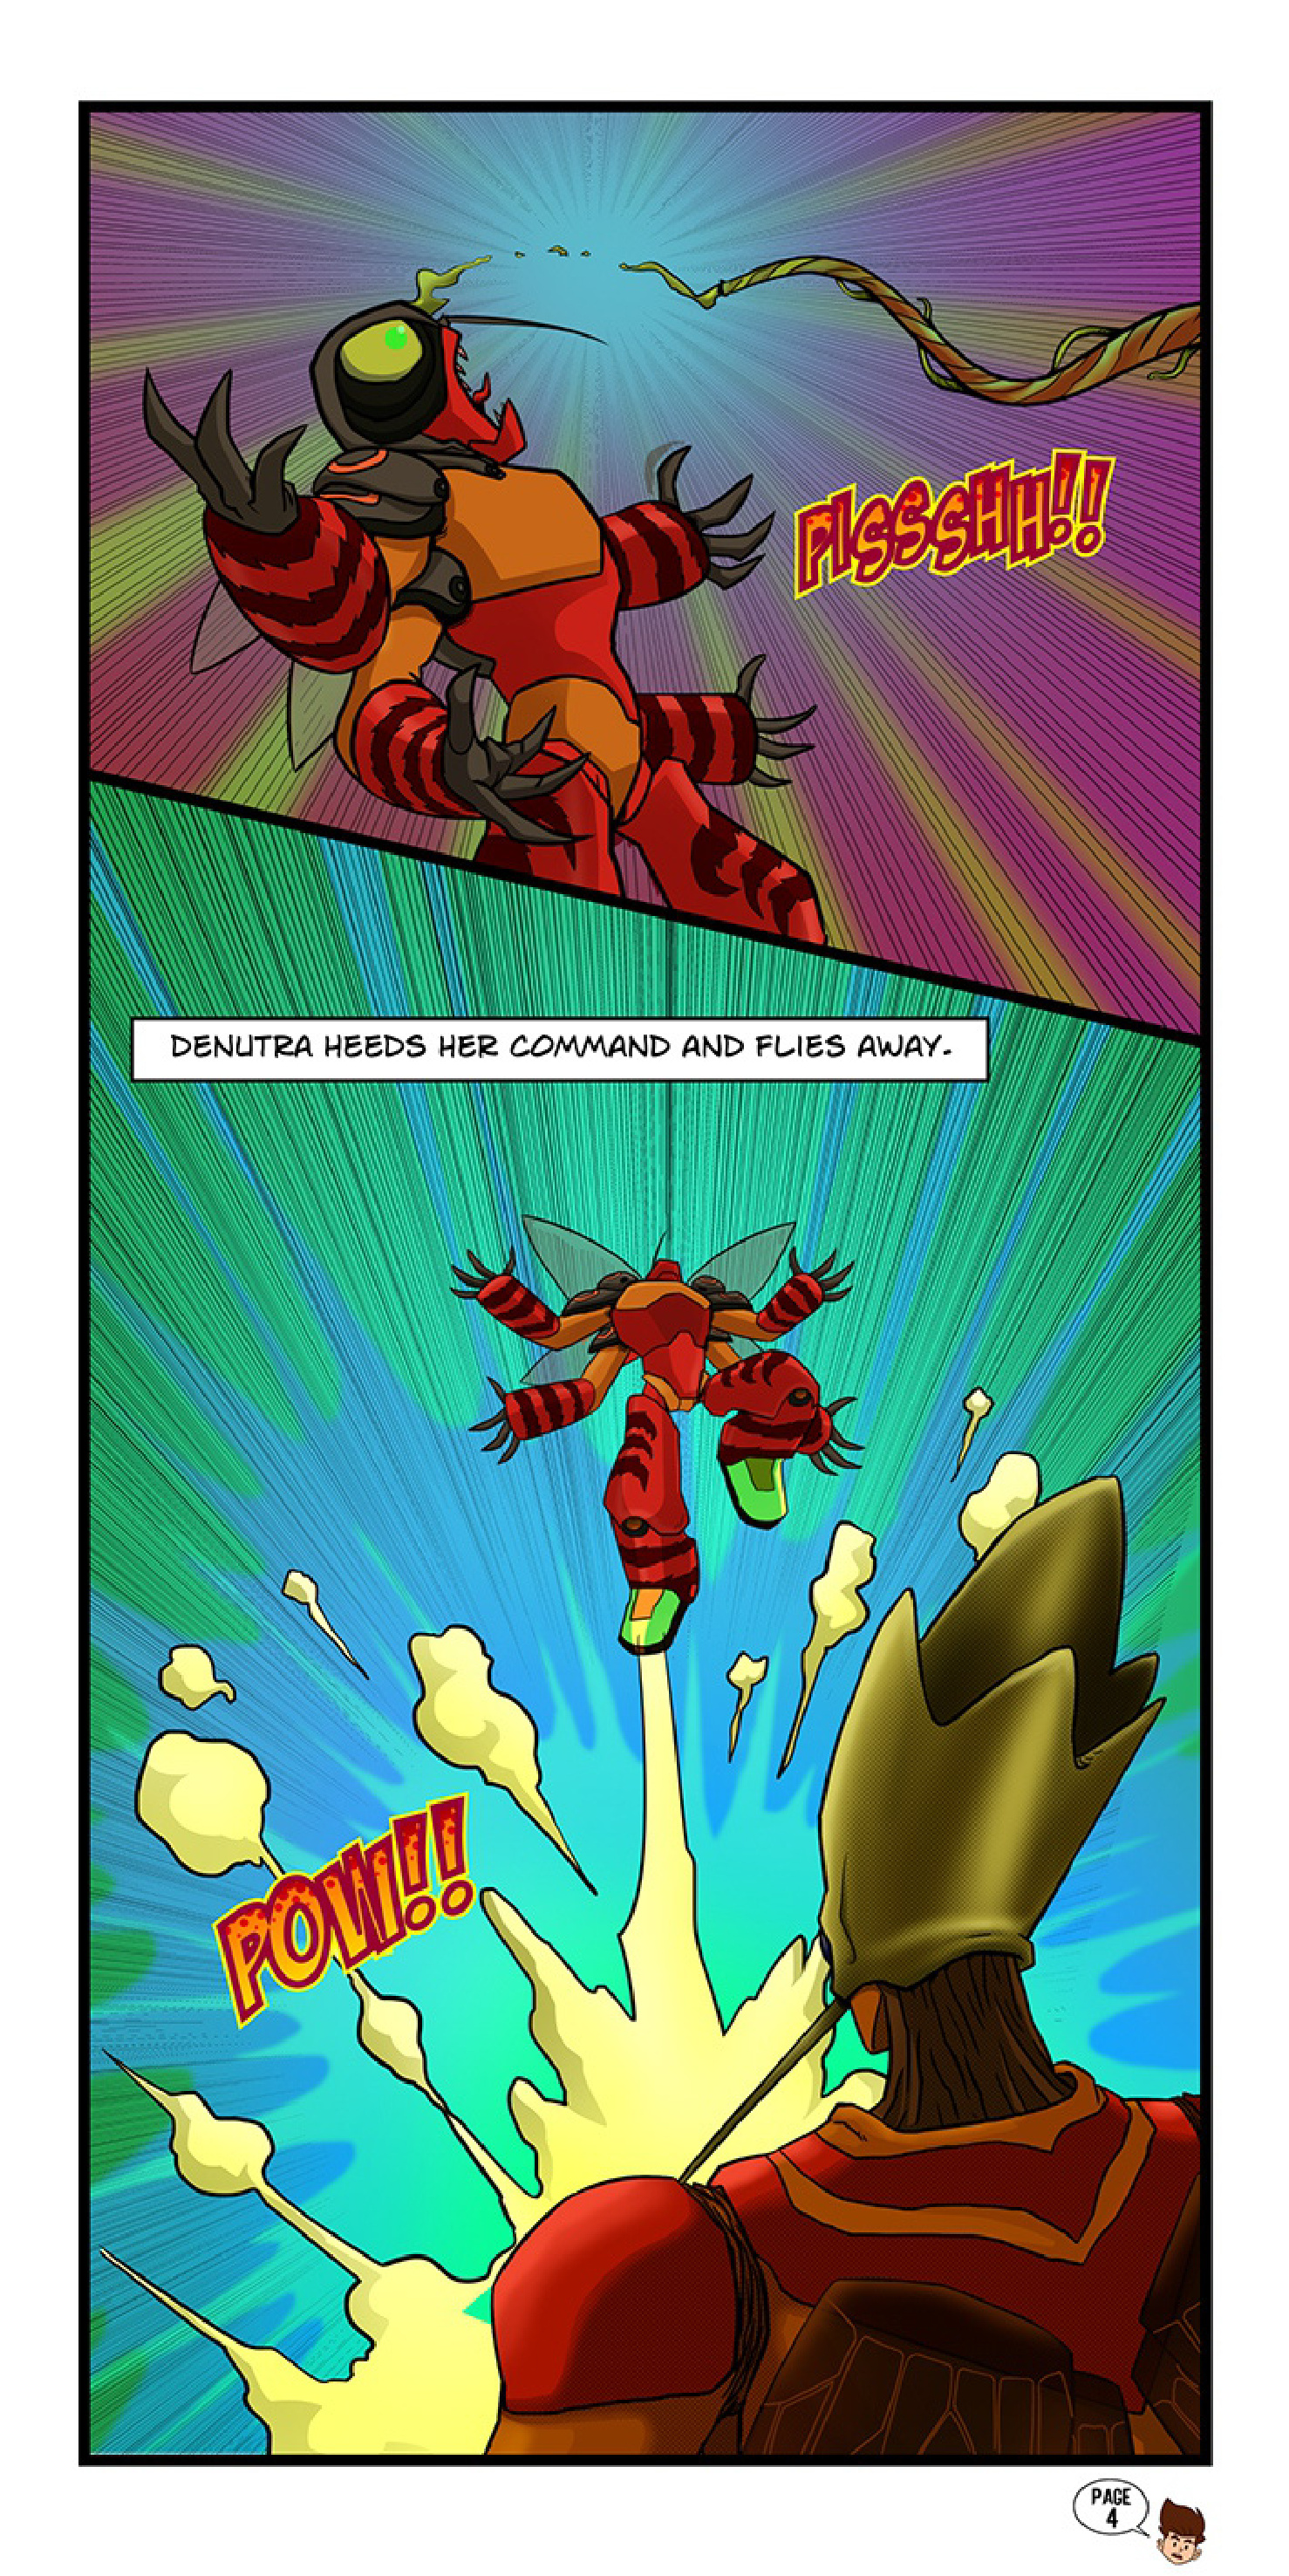 PISSSHH!!
DENUTRA HEEDS HER COMMAND AND FLIES AWAY.
POW!!
PAGE
4